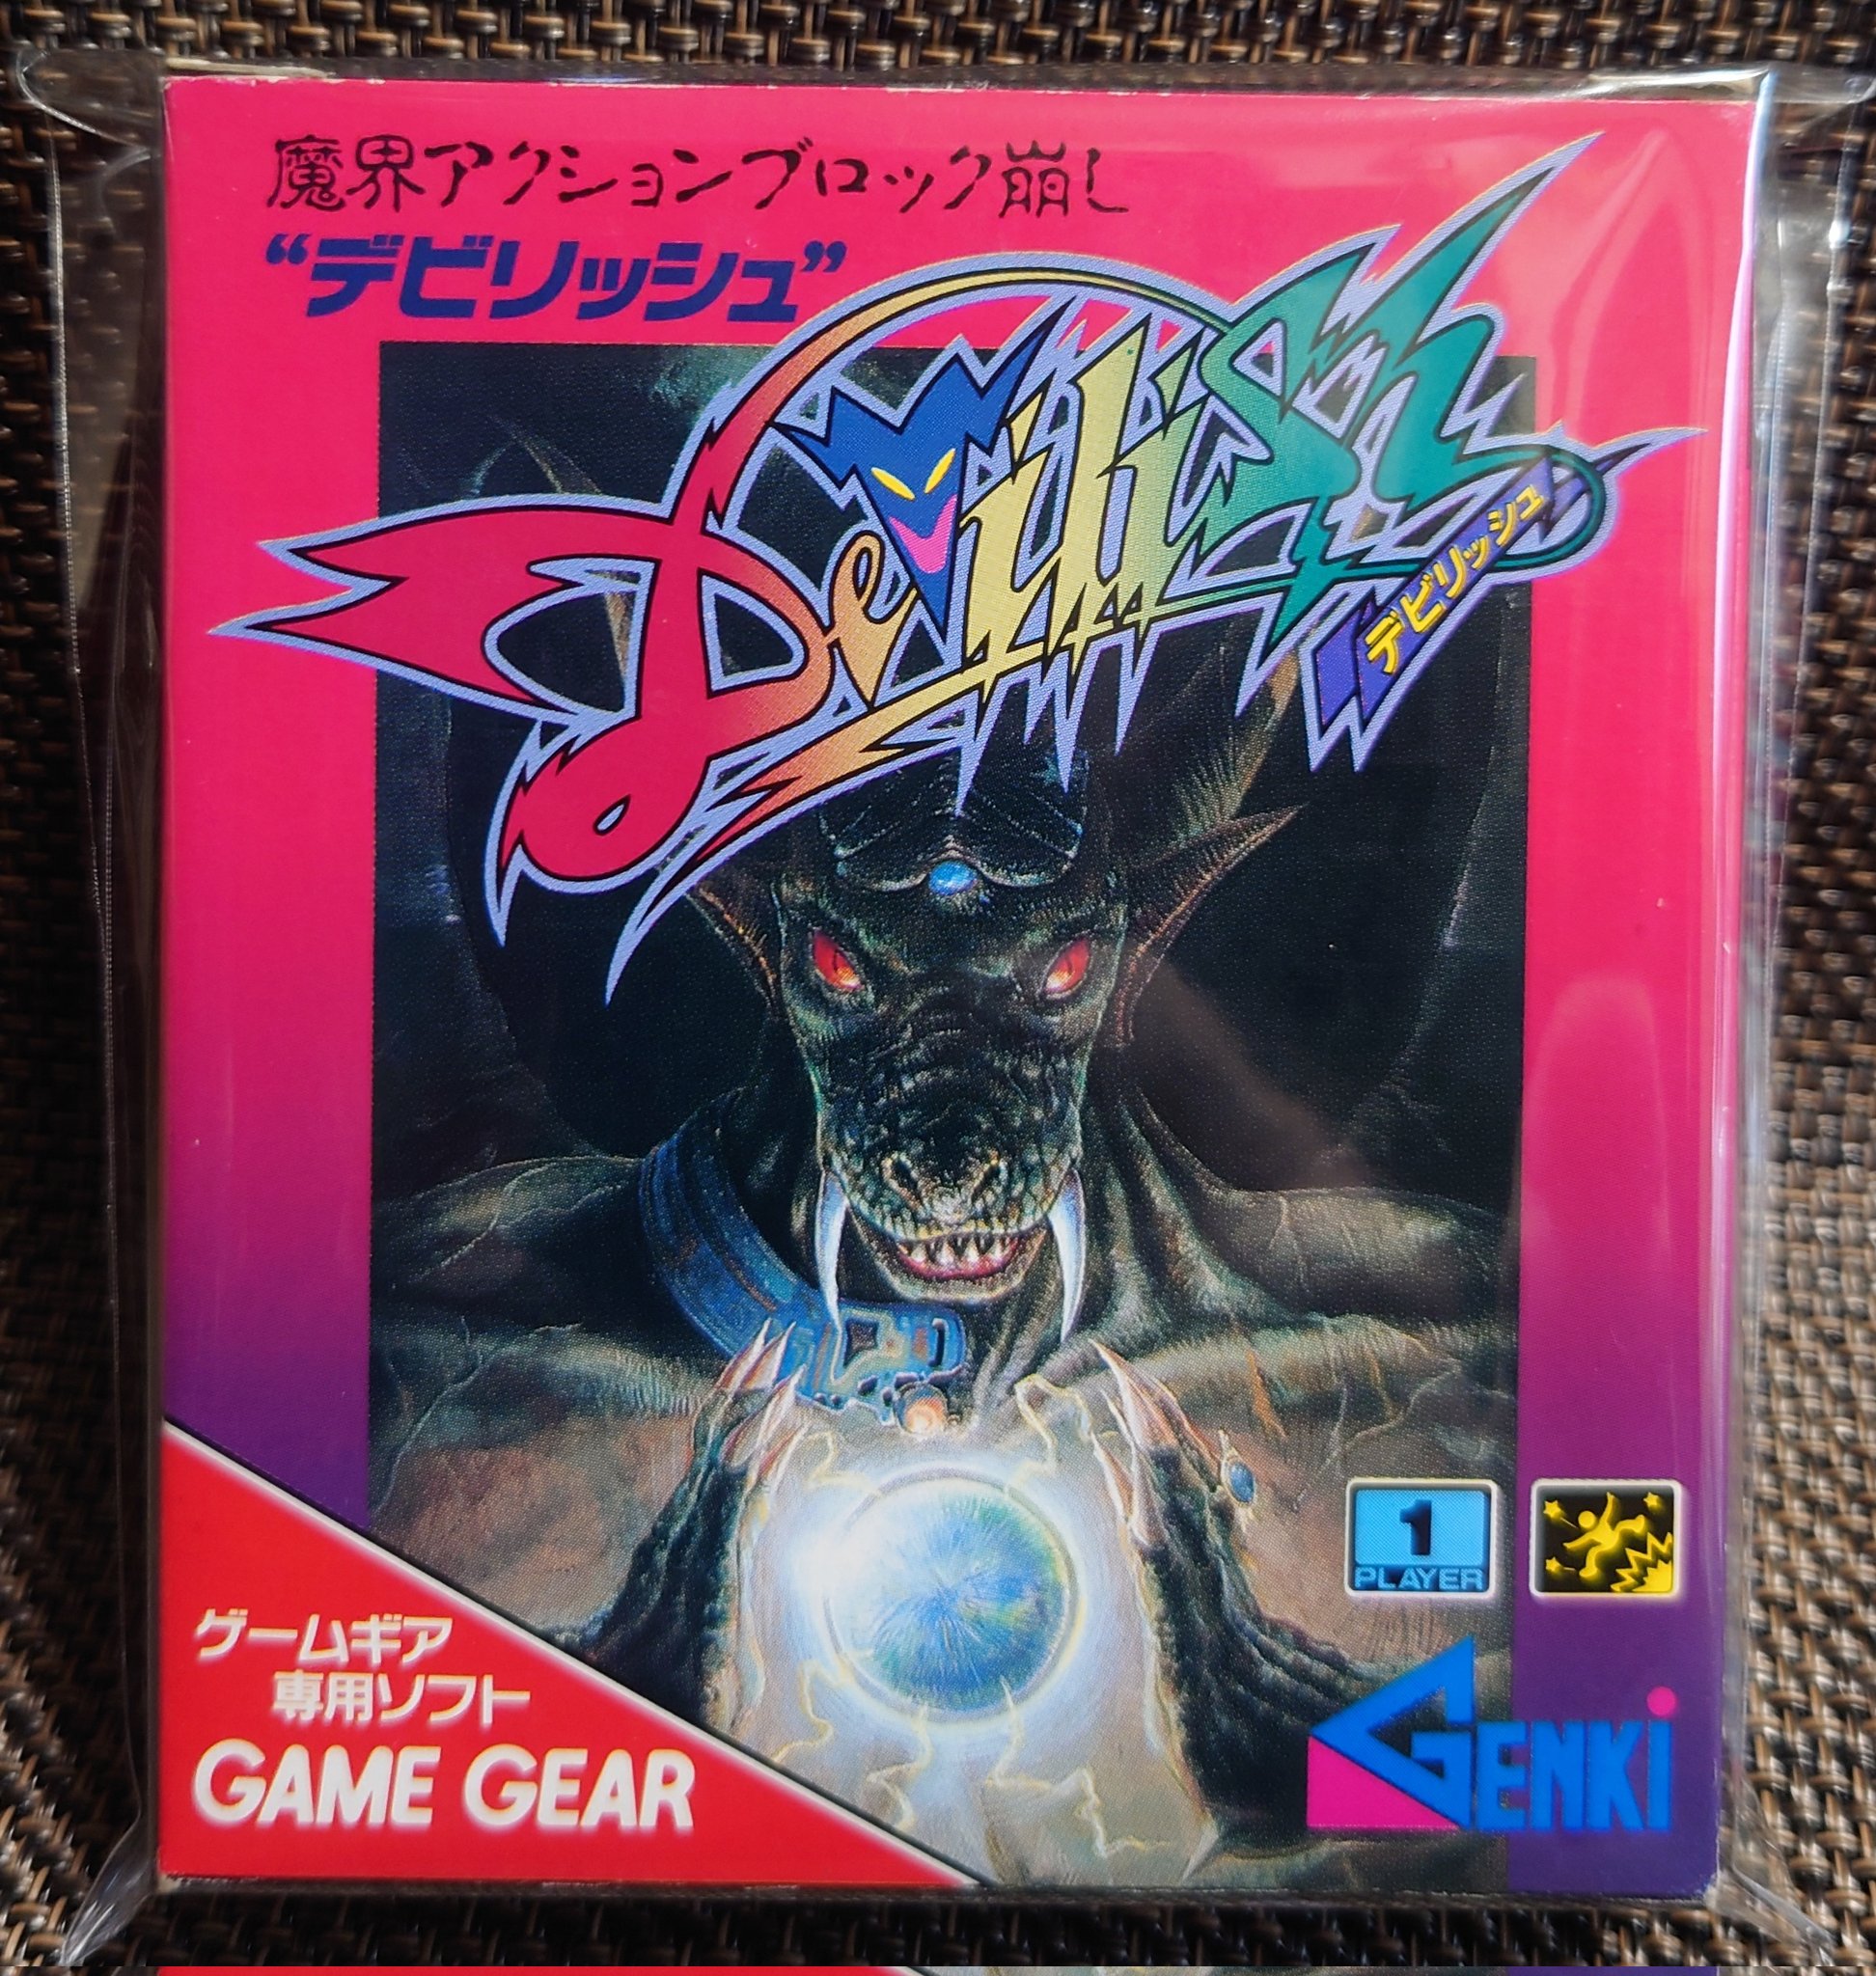 魔界アクションブロック崩し
“デビリッシュ”
Devilish
デビリッシュ
1
PLAYER
ゲームギア
専用ソフト
GAME GEAR
GENKi